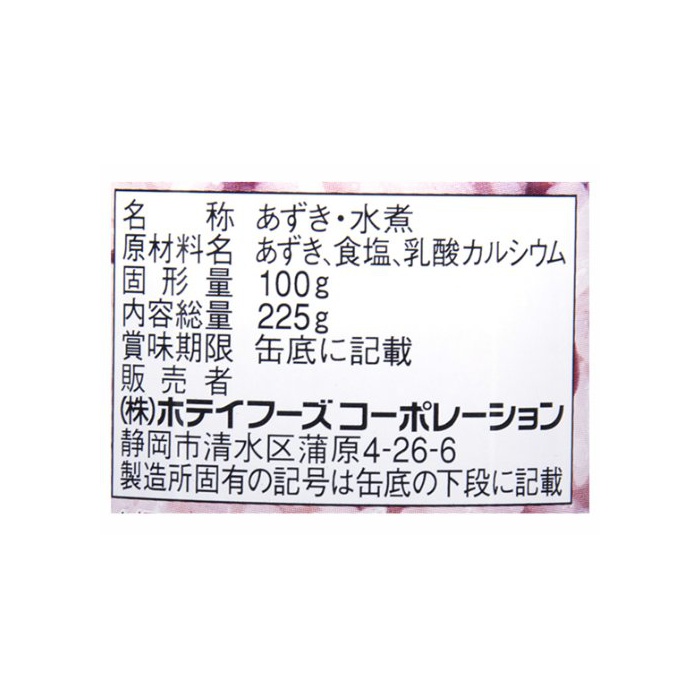 名称 あずき・水煮
原材料名 あずき、食塩、乳酸カルシウム
固形量 100g
内容総量 225g
賞味期限 缶底に記載
販売者
(株)ホテイフーズコーポレーション
静岡市清水区蒲原4-26-6
製造所固有の記号は缶底の下段に記載